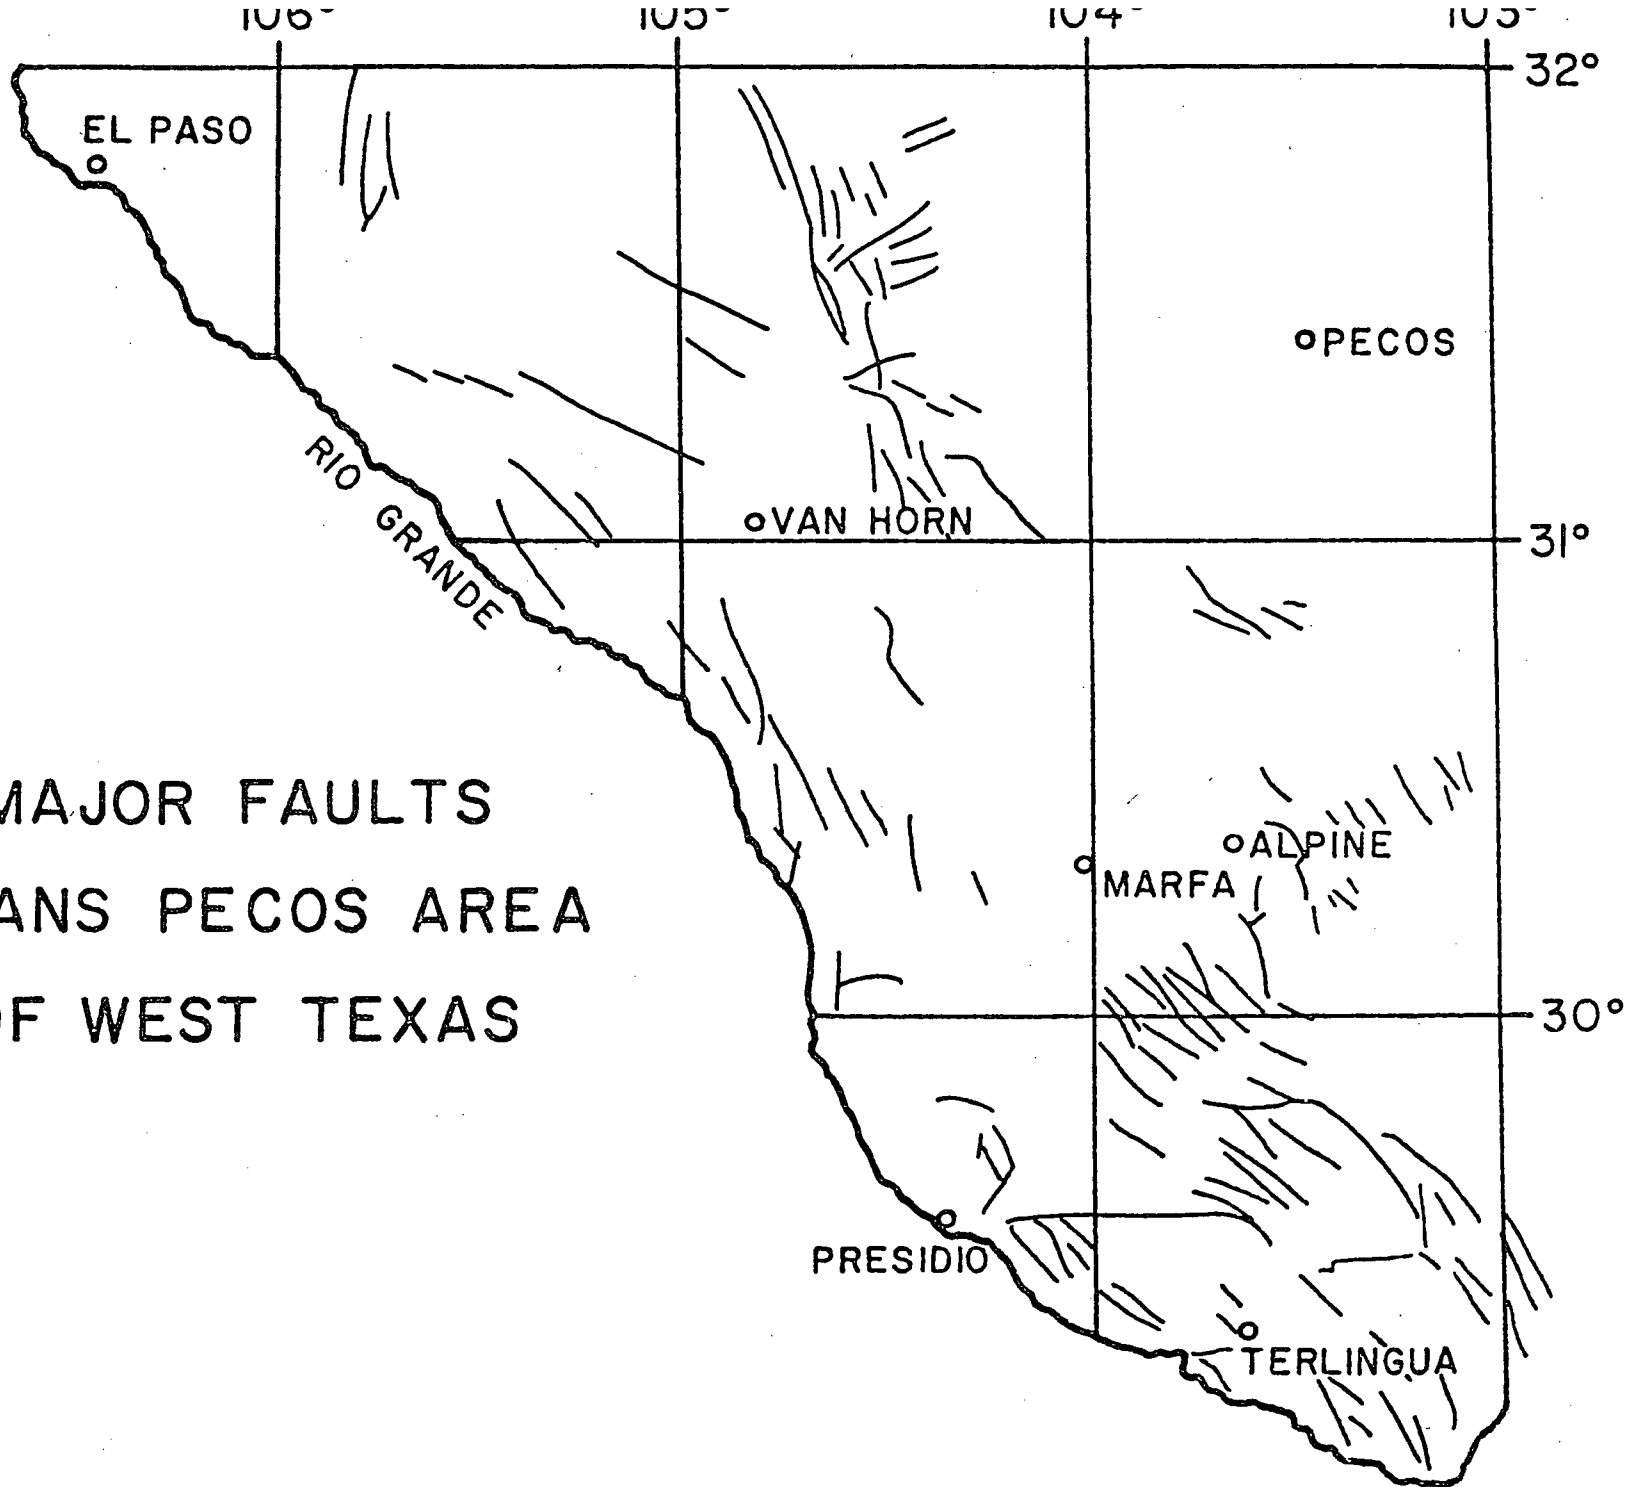 106°
105°
104°
103°
32°
EL PASO
PECOS
RIO GRANDE
VAN HORN
31°
MAJOR FAULTS
ALPINE
MARFA
ANS PECOS AREA
OF WEST TEXAS
30°
PRESIDIO
TERLINGUA